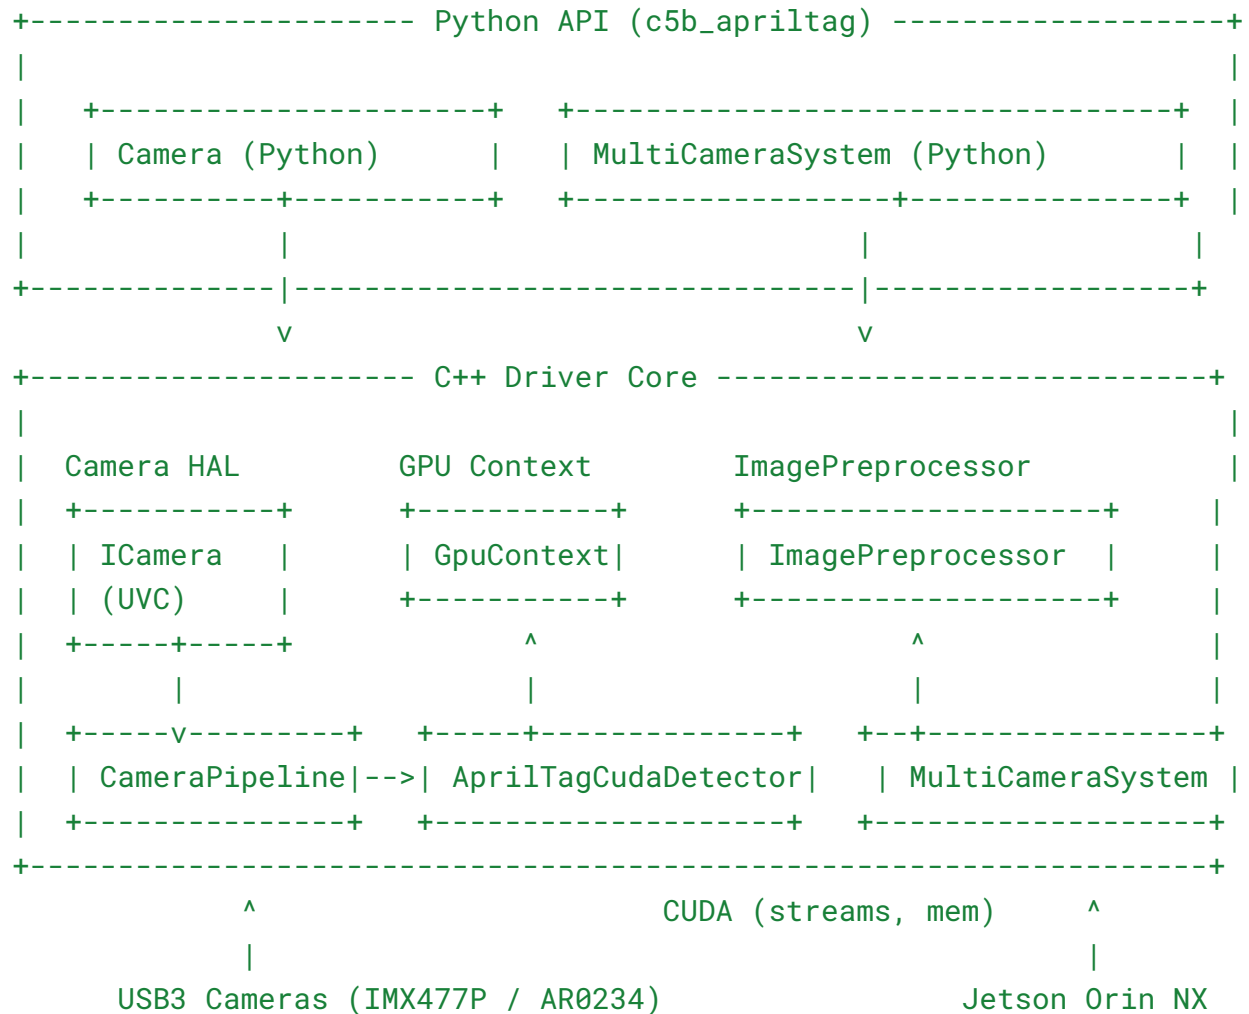 +---------------------- Python API (c5b_apriltag) -------------------+
|                                                                     |
|   +----------------------+   +----------------------------------+  |
|   | Camera (Python)      |   | MultiCameraSystem (Python)       |  |
|   +----------+-----------+   +------------------+---------------+  |
|              |                                |                  |
+--------------|--------------------------------|------------------+
               v                                v
+---------------------- C++ Driver Core ----------------------------+
|                                                                     |
|  Camera HAL         GPU Context        ImagePreprocessor            |
|  +-----------+      +-----------+      +--------------------+     |
|  | ICamera   |      | GpuContext|      | ImagePreprocessor  |     |
|  | (UVC)     |      +-----------+      +--------------------+     |
|  +-----+-----+             ^                     ^                |
|        |                   |                     |                |
|  +-----v---------+   +-----+--------------+   +--+----------------+
|  | CameraPipeline|-->| AprilTagCudaDetector|   | MultiCameraSystem |
|  +---------------+   +--------------------+   +-------------------+
+-------------------------------------------------------------------+
            ^                       CUDA (streams, mem)     ^
            |                                               |
     USB3 Cameras (IMX477P / AR0234)                 Jetson Orin NX